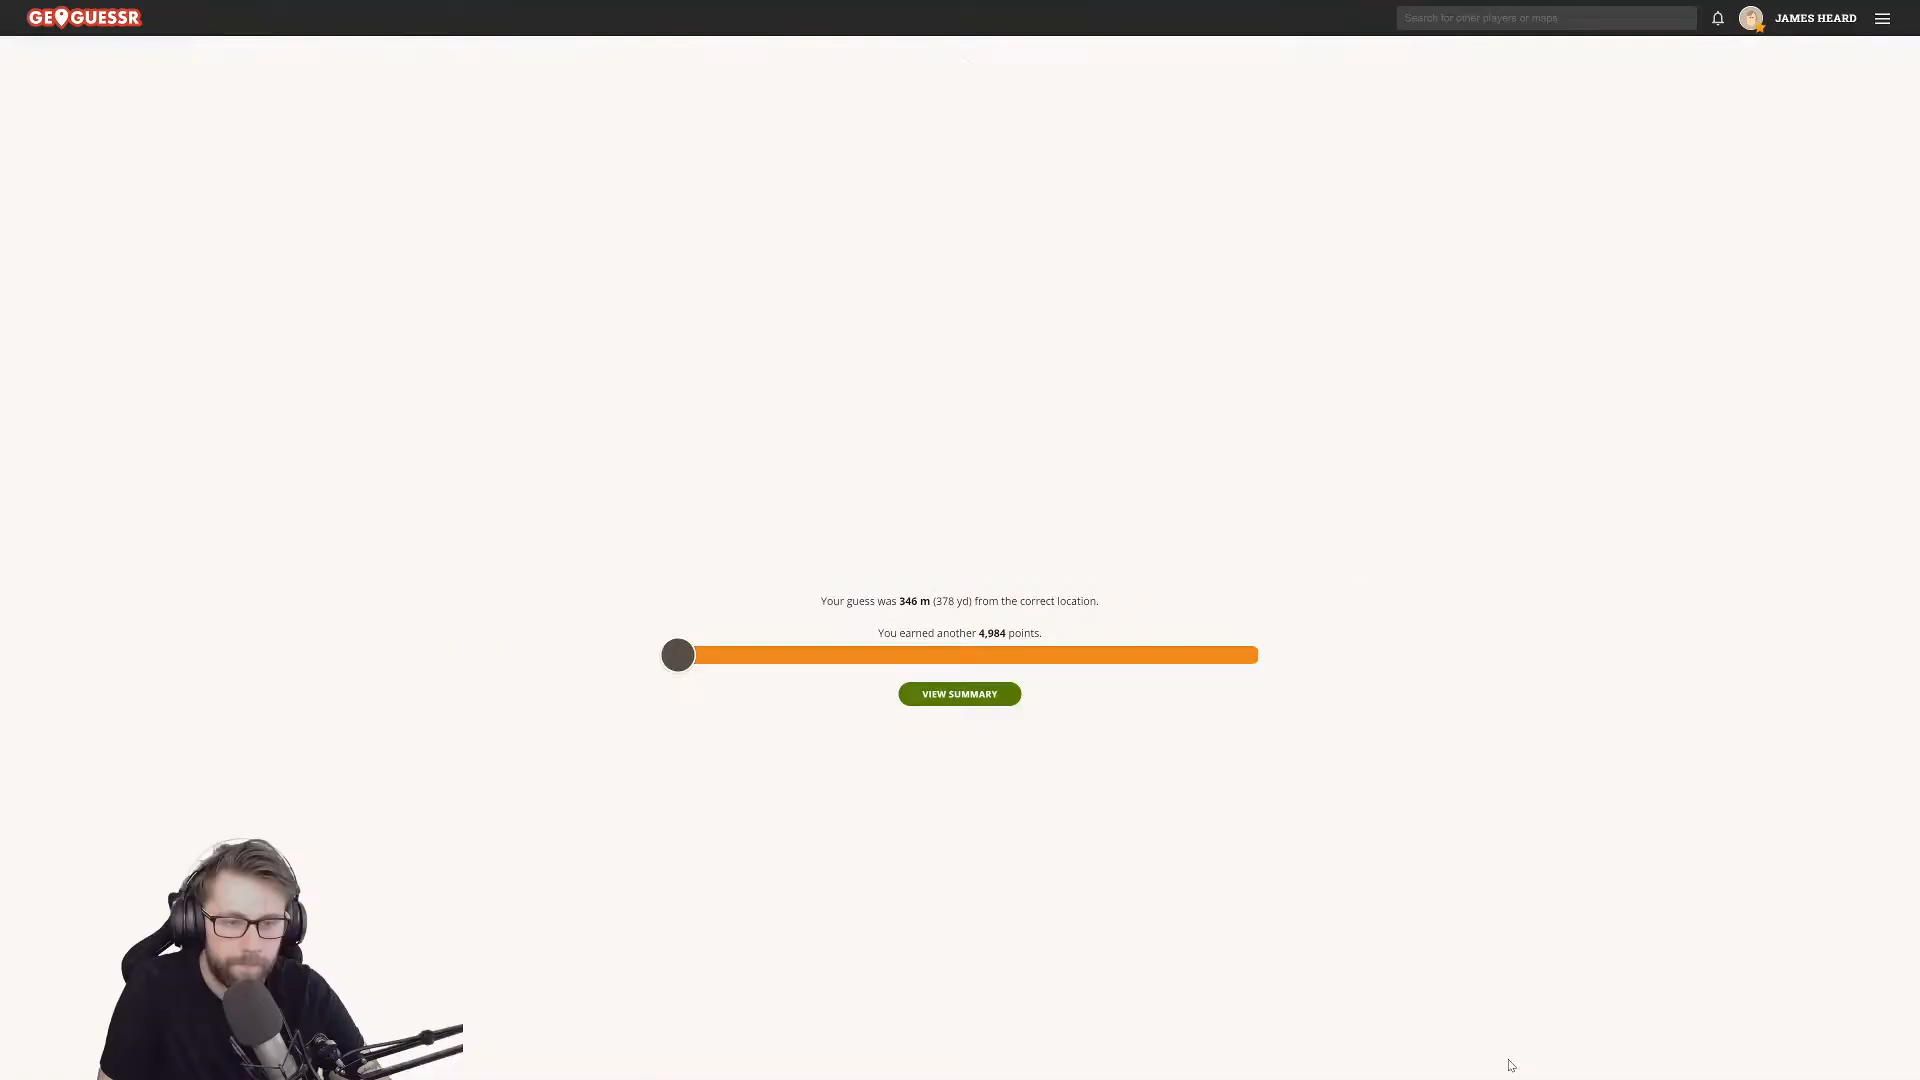 GEOGUESSR
Search for other players or maps
JAMES HEARD
Your guess was 346 m (378 yd) from the correct location.
You earned another 4,984 points.
VIEW SUMMARY